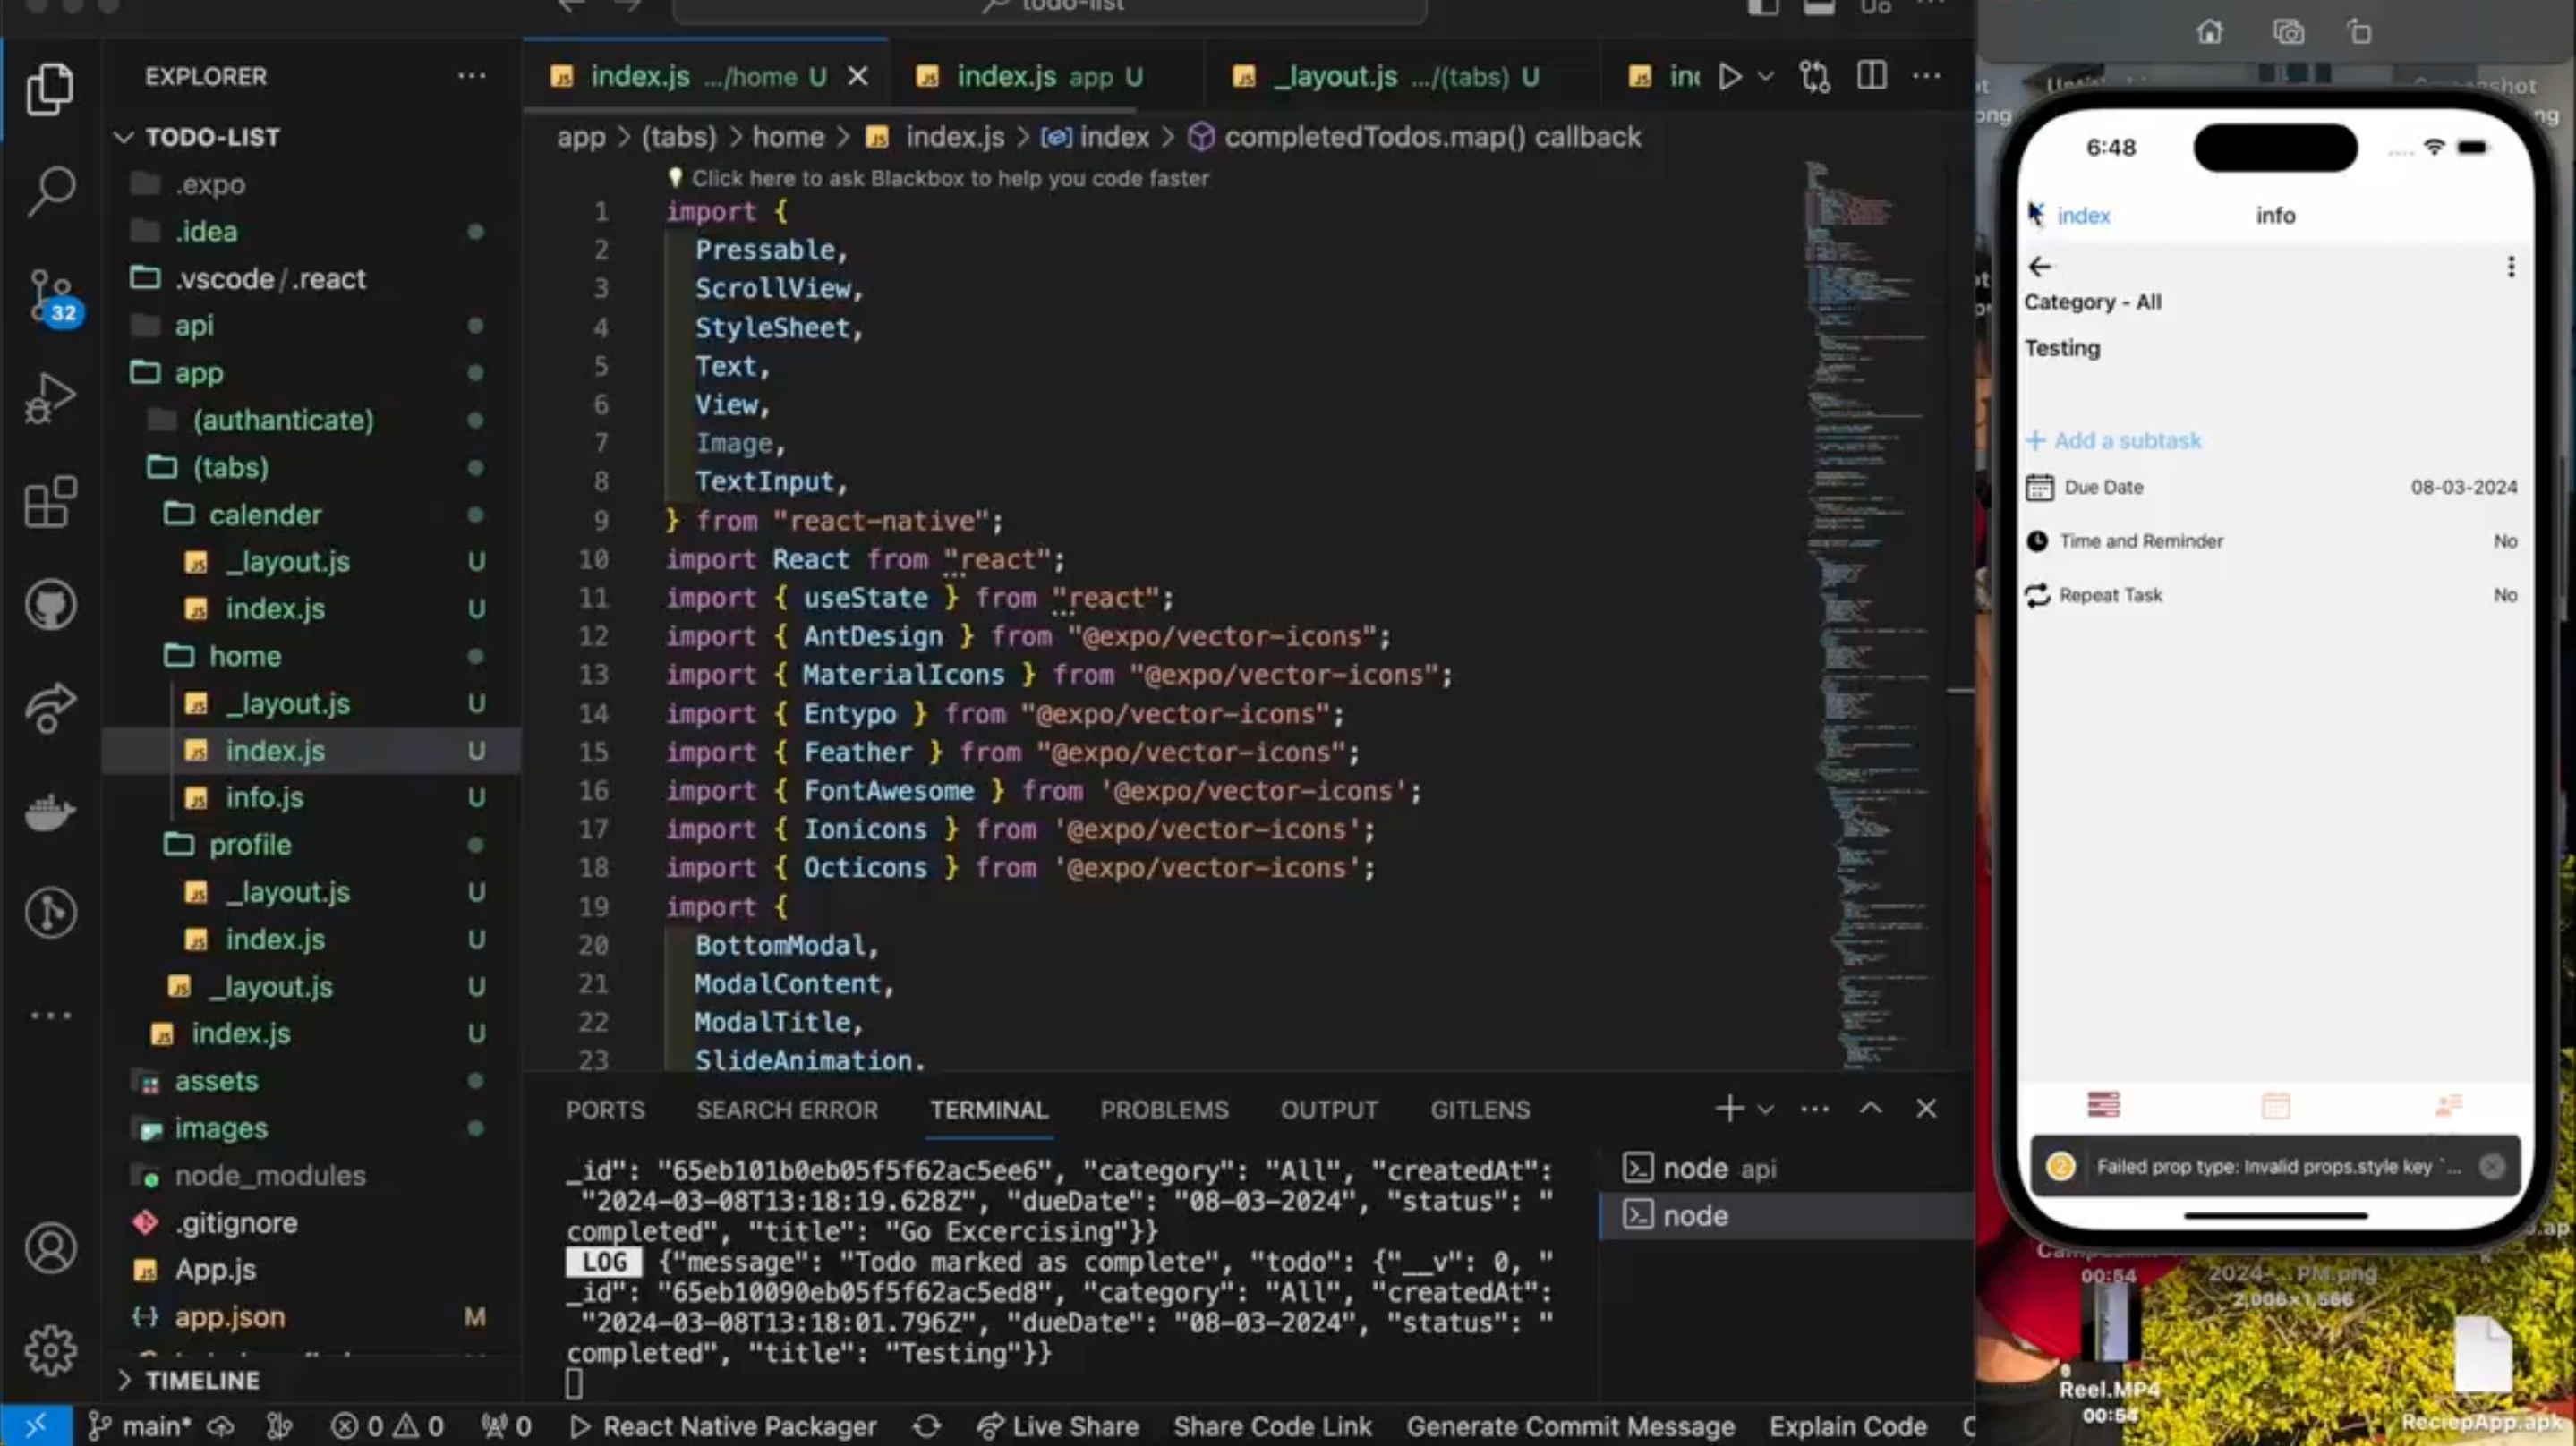 todo-list
EXPLORER
TODO-LIST
.expo
.idea
.vscode/.react
32
api
app
(authanticate)
(tabs)
calender
_layout.js U
index.js U
home
_layout.js U
index.js U
info.js U
profile
_layout.js U
index.js U
_layout.js U
index.js U
assets
images
node_modules
.gitignore
App.js
app.json M
TIMELINE
index.js .../home U
index.js app U
_layout.js .../(tabs) U
app > (tabs) > home > index.js > index > completedTodos.map() callback
Click here to ask Blackbox to help you code faster
1 import {
2 Pressable,
3 ScrollView,
4 StyleSheet,
5 Text,
6 View,
7 Image,
8 TextInput,
9 } from "react-native";
10 import React from "react";
11 import { useState } from "react";
12 import { AntDesign } from "@expo/vector-icons";
13 import { MaterialIcons } from "@expo/vector-icons";
14 import { Entypo } from "@expo/vector-icons";
15 import { Feather } from "@expo/vector-icons";
16 import { FontAwesome } from '@expo/vector-icons';
17 import { Ionicons } from '@expo/vector-icons';
18 import { Octicons } from '@expo/vector-icons';
19 import {
20 BottomModal,
21 ModalContent,
22 ModalTitle,
23 SlideAnimation,
PORTS SEARCH ERROR TERMINAL PROBLEMS OUTPUT GITLENS
_id": "65eb101b0eb05f5f62ac5ee6", "category": "All", "createdAt":
"2024-03-08T13:18:19.628Z", "dueDate": "08-03-2024", "status": "
completed", "title": "Go Excercising"}}
LOG {"message": "Todo marked as complete", "todo": {"__v": 0, "
_id": "65eb10090eb05f5f62ac5ed8", "category": "All", "createdAt":
"2024-03-08T13:18:01.796Z", "dueDate": "08-03-2024", "status": "
completed", "title": "Testing"}}
node api
node
main* 0 0 0 React Native Packager Live Share Share Code Link Generate Commit Message Explain Code
6:48
index info
Category - All
Testing
+ Add a subtask
Due Date 08-03-2024
Time and Reminder No
Repeat Task No
2 Failed prop type: Invalid props.style key `...
00:54
2024-... PM.png
2,006×1,566
Reel.MP4
00:54
ReciepApp.apk